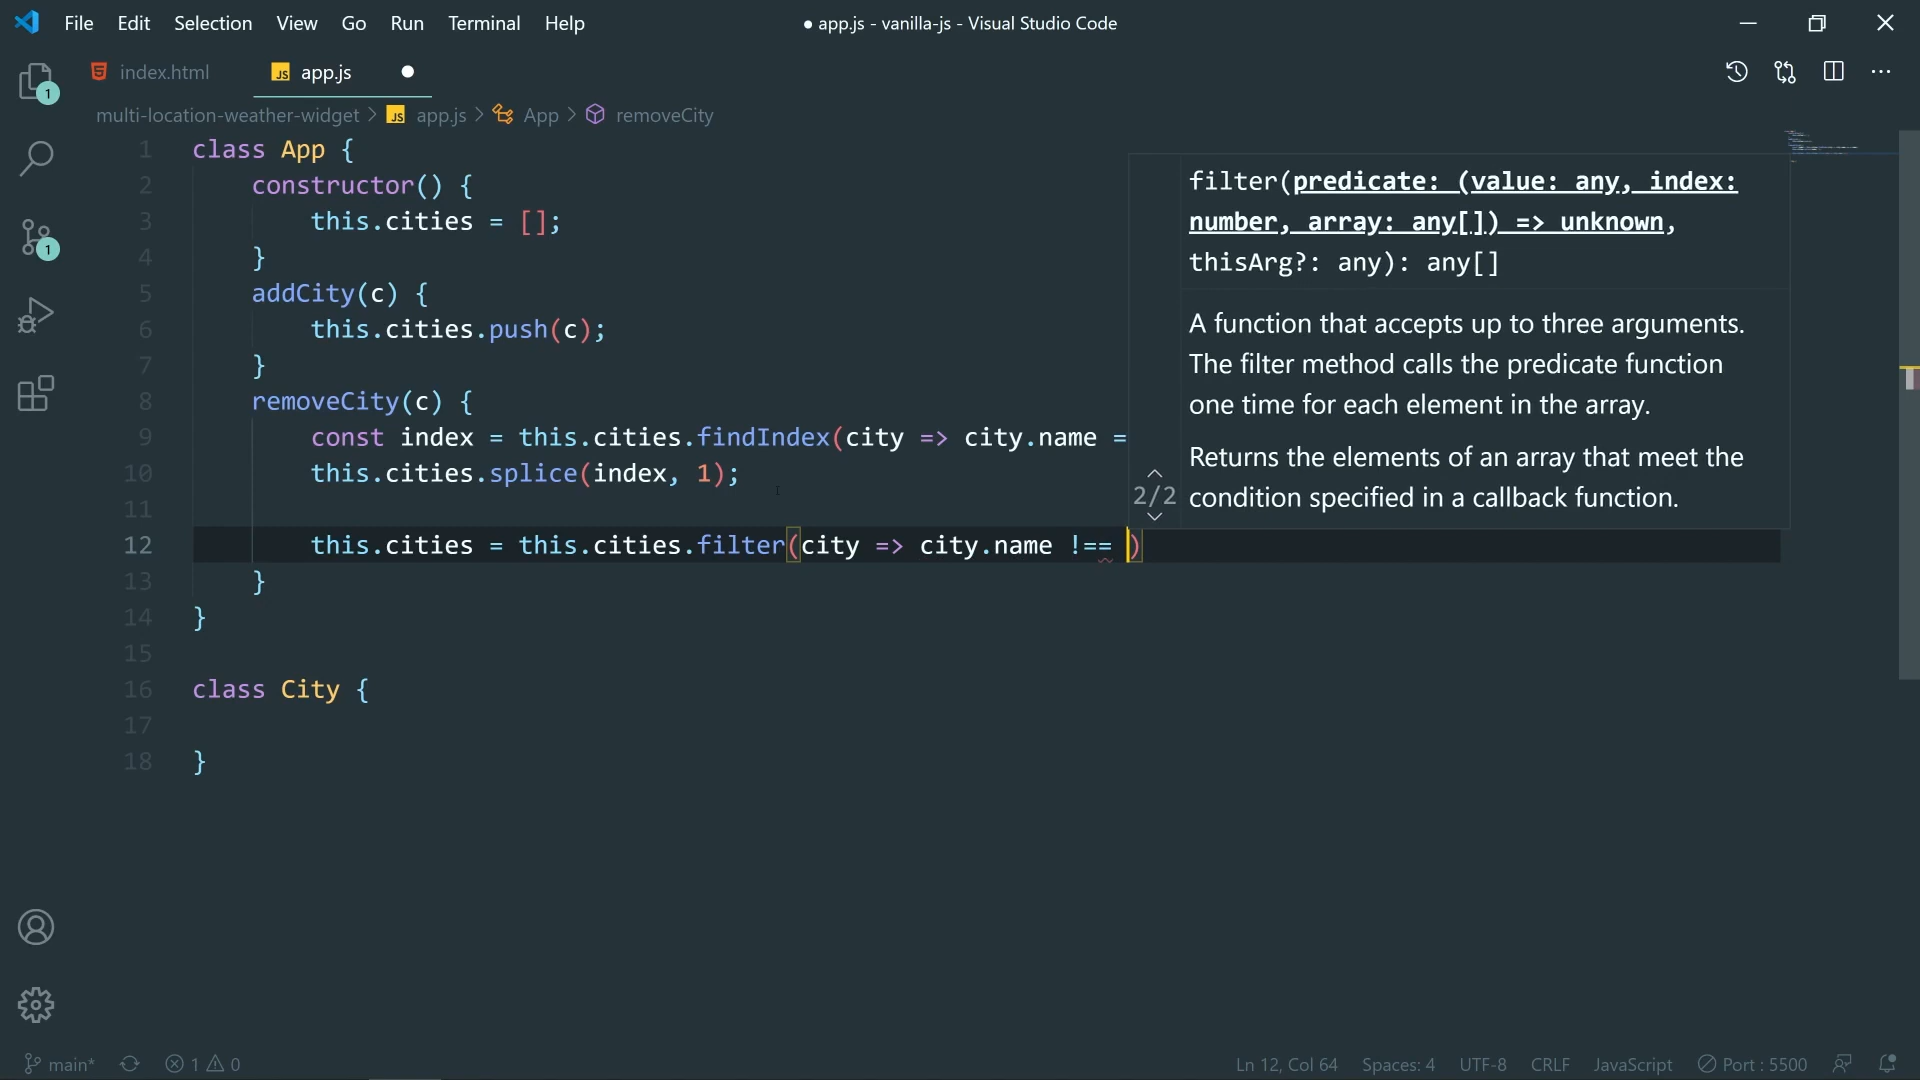 File Edit Selection View Go Run Terminal Help ● app.js - vanilla-js - Visual Studio Code
index.html JS app.js ●
multi-location-weather-widget > JS app.js > App > removeCity
1
1
1 class App {
2 constructor() {
3 this.cities = [];
4 }
5 addCity(c) {
6 this.cities.push(c);
7 }
8 removeCity(c) {
9 const index = this.cities.findIndex(city => city.name =
10 this.cities.splice(index, 1);
11
12 this.cities = this.cities.filter(city => city.name !== )
13 }
14 }
15
16 class City {
17
18 }
filter(predicate: (value: any, index:
number, array: any[]) => unknown,
thisArg?: any): any[]
A function that accepts up to three arguments.
The filter method calls the predicate function
one time for each element in the array.
Returns the elements of an array that meet the
2/2
condition specified in a callback function.
main* 1 0 Ln 12, Col 64 Spaces: 4 UTF-8 CRLF JavaScript Port : 5500